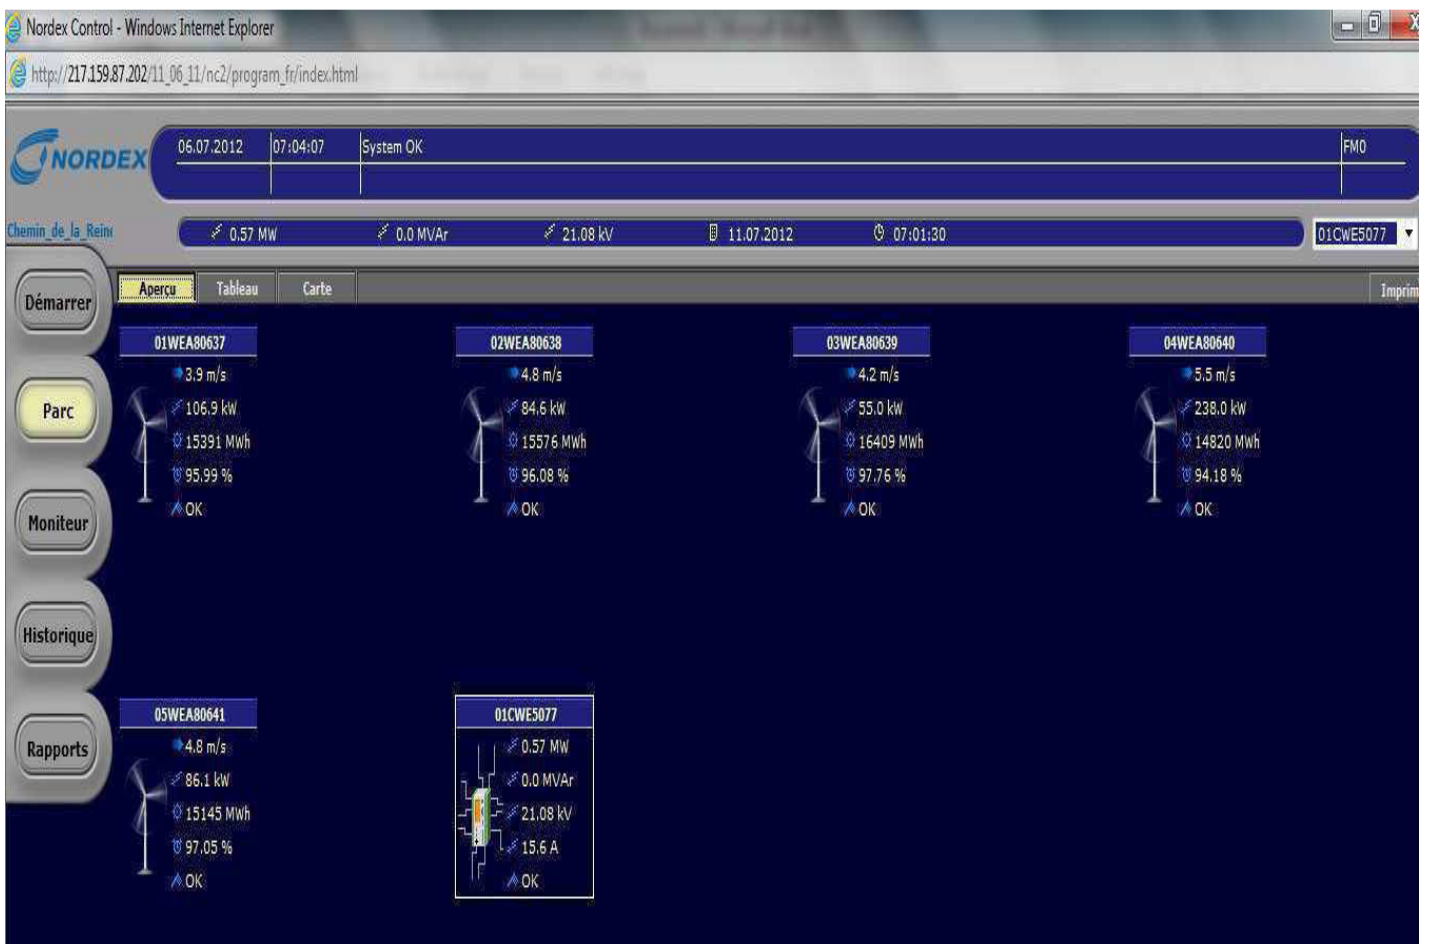 Nordex Control - Windows Internet Explorer
http://217.159.87.202/11_06_11/nc2/program_fr/index.html
NORDEX
06.07.2012 07:04:07 System OK FM0
Chemin_de_la_Reine 0.57 MW 0.0 MVAr 21.08 kV 11.07.2012 07:01:30 01CWE5077
Démarrer
Aperçu Tableau Carte Imprim
01WEA80637 02WEA80638 03WEA80639 04WEA80640
3.9 m/s 4.8 m/s 4.2 m/s 5.5 m/s
Parc
106.9 kW 84.6 kW 55.0 kW 238.0 kW
15391 MWh 15576 MWh 16409 MWh 14820 MWh
95.99 % 96.08 % 97.76 % 94.18 %
OK OK OK OK
Moniteur
Historique
Rapports
05WEA80641 01CWE5077
4.8 m/s 0.57 MW
86.1 kW 0.0 MVAr
15145 MWh 21.08 kV
97.05 % 15.6 A
OK OK